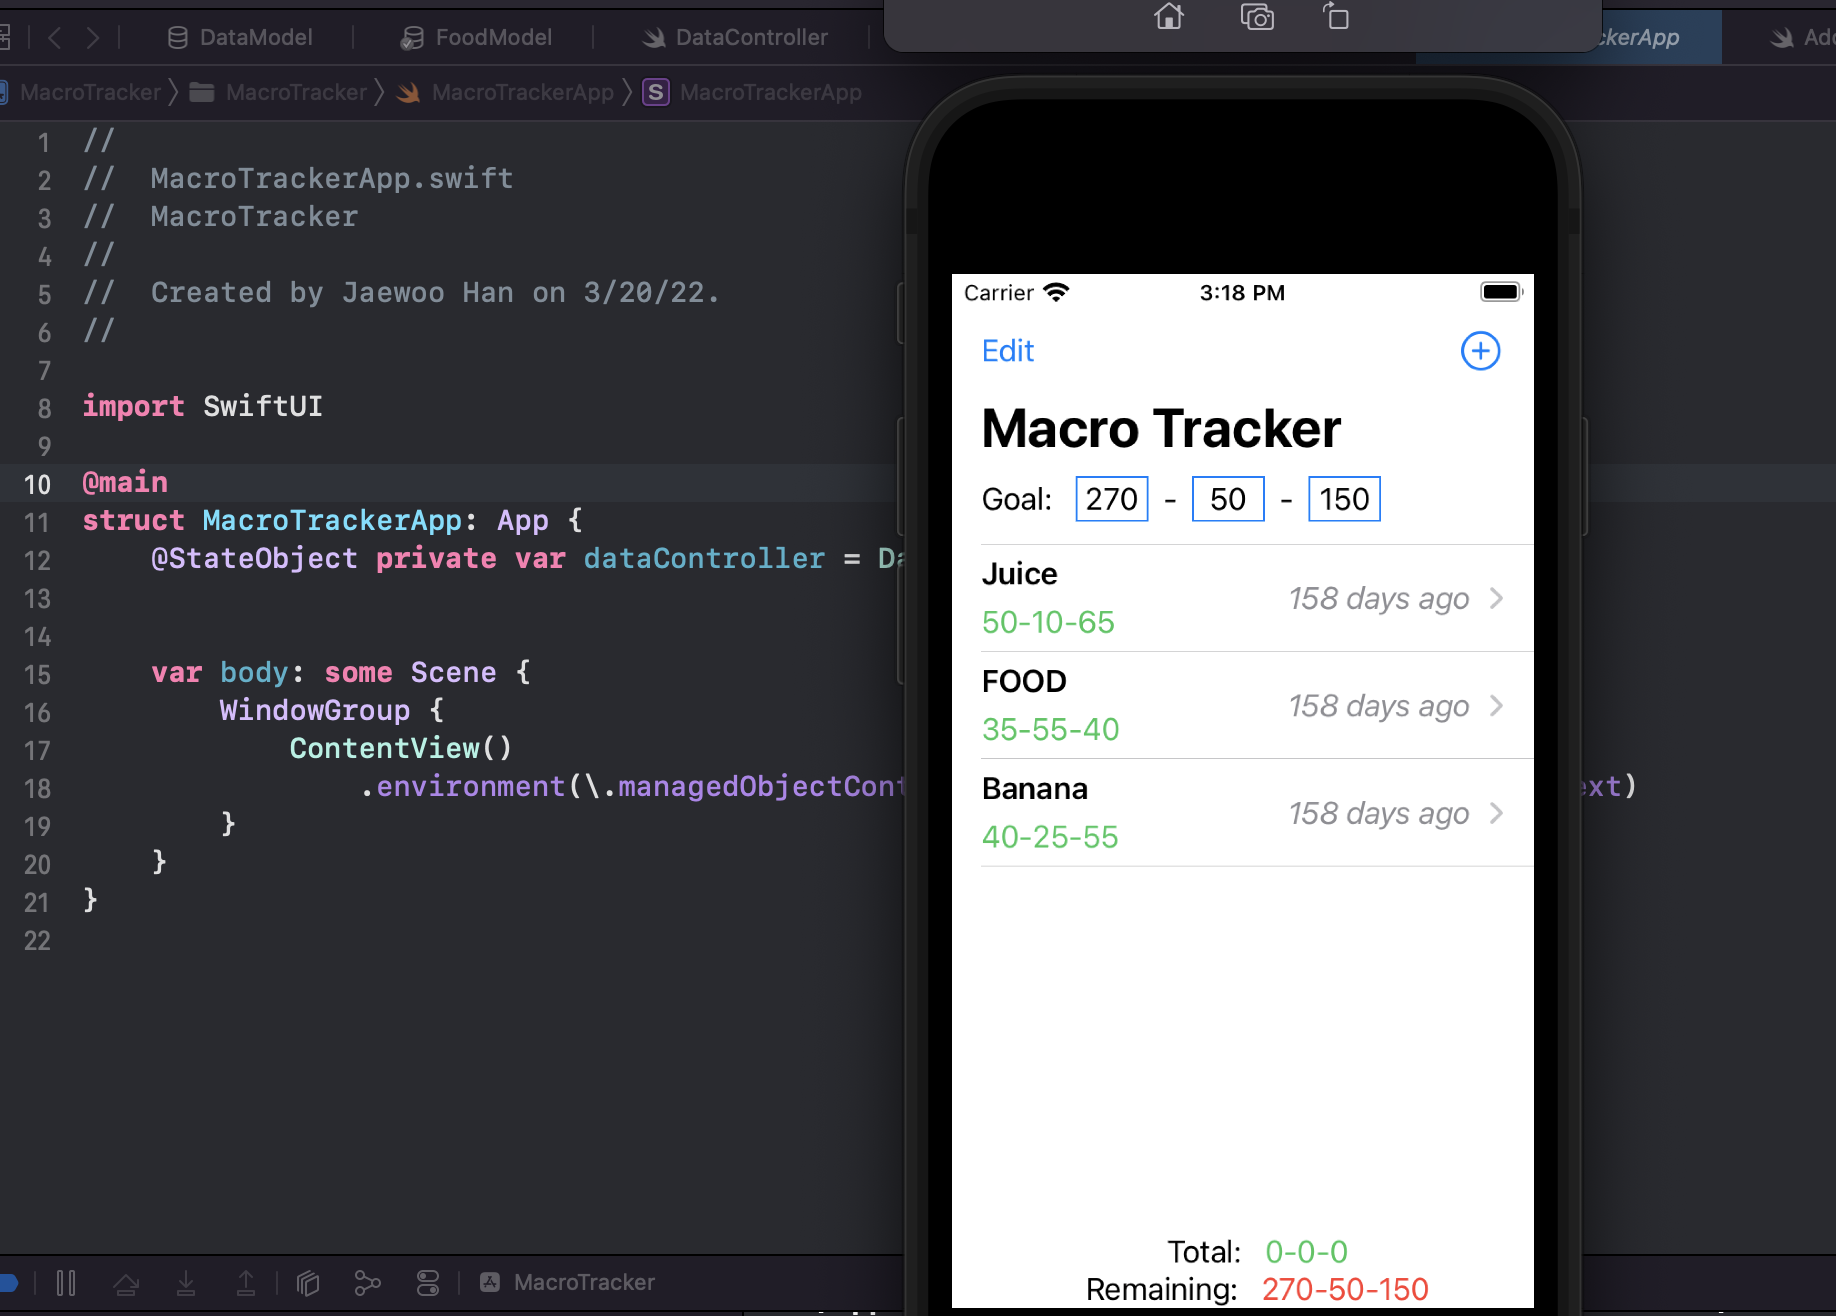 DataModel
FoodModel
DataController
ckerApp
MacroTracker
MacroTracker
MacroTrackerApp
S
MacroTrackerApp
1 //
2 //  MacroTrackerApp.swift
3 //  MacroTracker
4 //
5 //  Created by Jaewoo Han on 3/20/22.
6 //
7
8 import SwiftUI
9
10 @main
11 struct MacroTrackerApp: App {
12     @StateObject private var dataController = Da
13
14
15     var body: some Scene {
16         WindowGroup {
17             ContentView()
18                 .environment(\.managedObjectCont ext)
19         }
20     }
21 }
22
MacroTracker
Carrier 3:18 PM
Edit
Macro Tracker
Goal: 270 - 50 - 150
Juice
50-10-65
158 days ago
FOOD
35-55-40
158 days ago
Banana
40-25-55
158 days ago
Total: 0-0-0
Remaining: 270-50-150